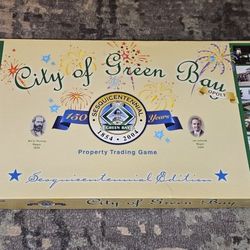 City of Green Bay
OPOLY
SESQUICENTENNIAL
150 Years
GREEN BAY
1854 • 2004
Property Trading Game
Sesquicentennial Edition
City of Green Bay